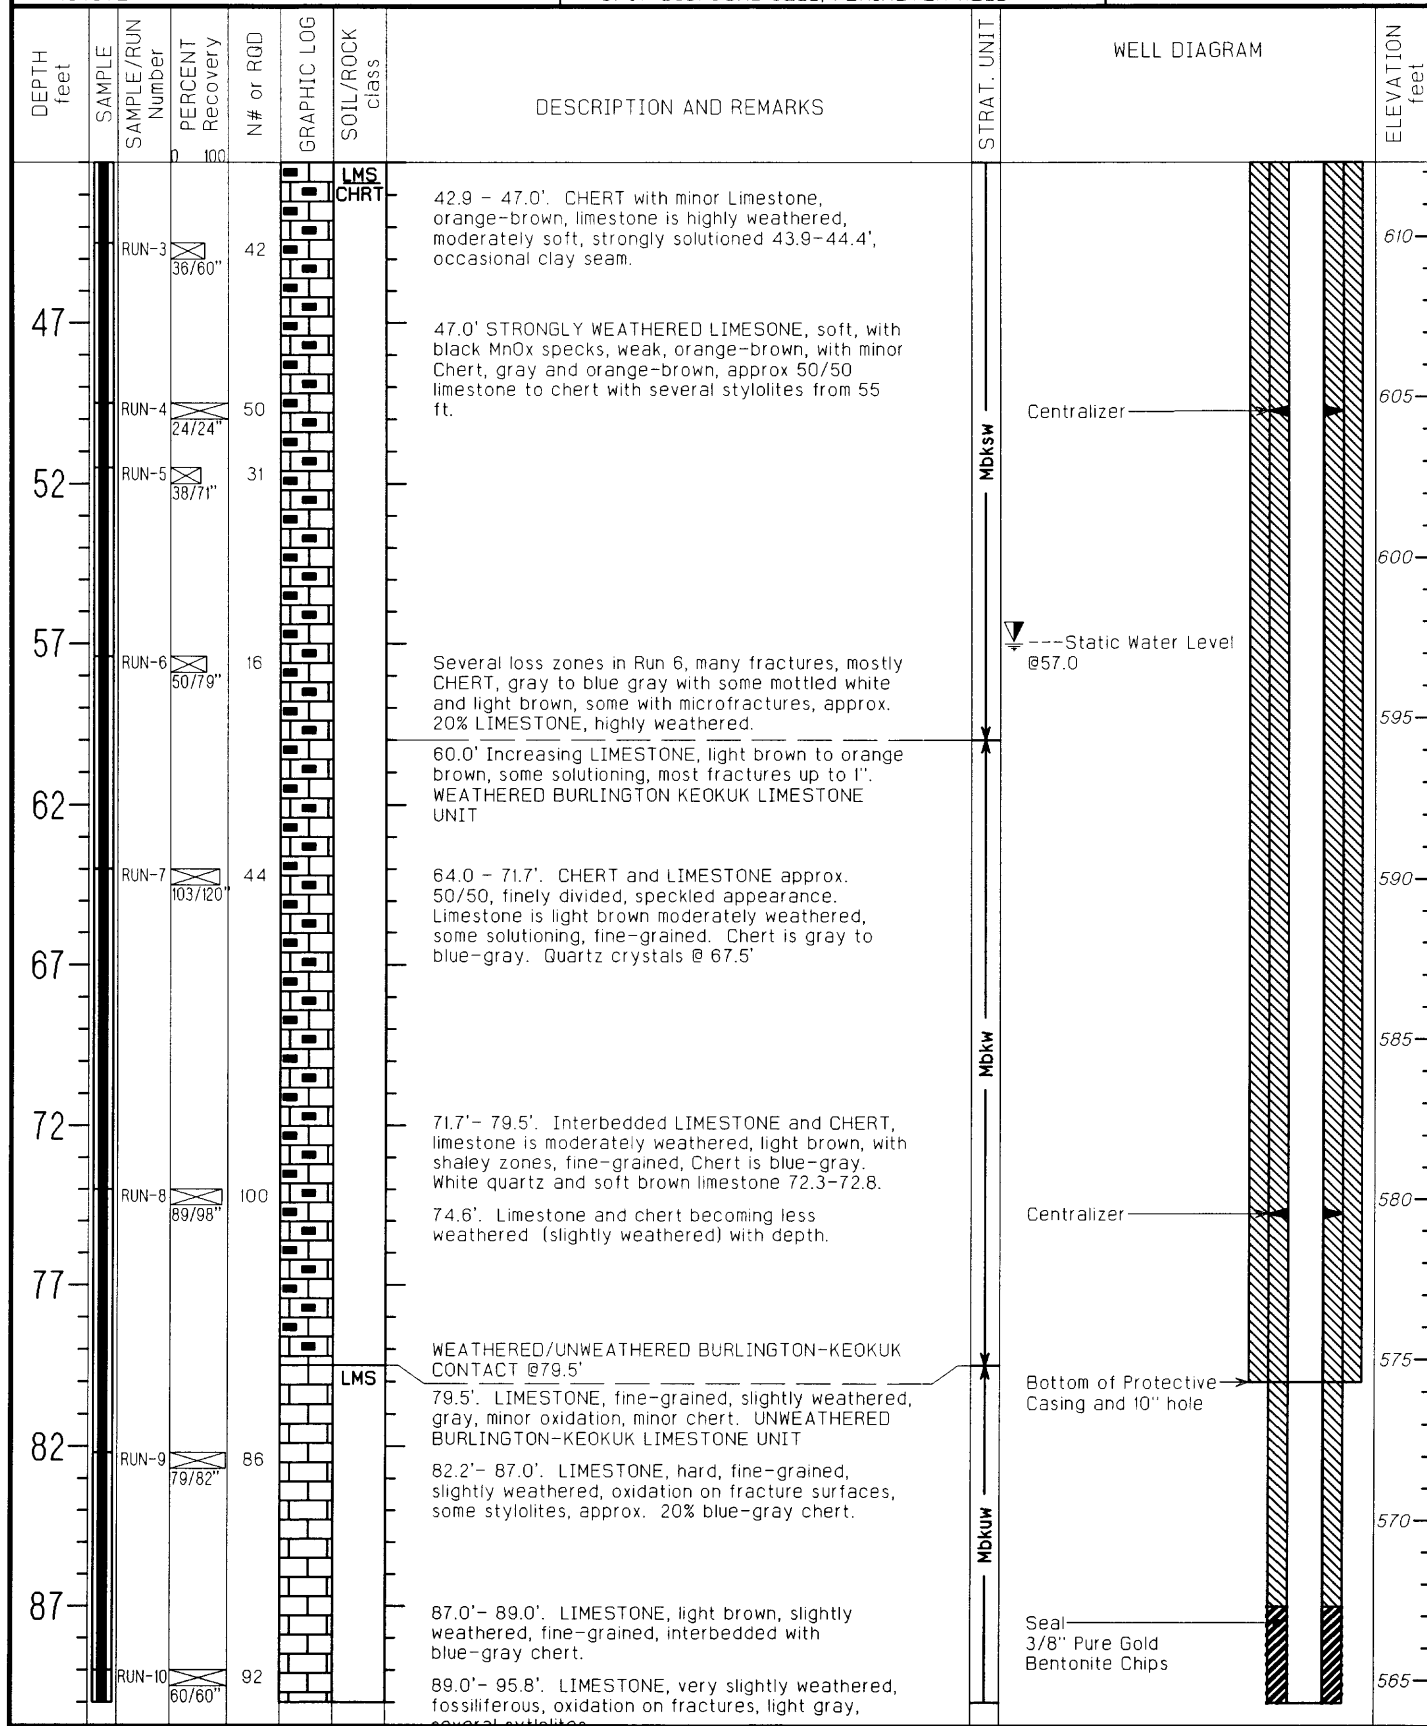 DEPTH
feet
SAMPLE
SAMPLE/RUN
Number
PERCENT
Recovery
0 100
N# or RQD
GRAPHIC LOG
SOIL/ROCK
class
DESCRIPTION AND REMARKS
STRAT. UNIT
WELL DIAGRAM
ELEVATION
feet
LMS
CHRT
42.9 - 47.0'. CHERT with minor Limestone,
orange-brown, limestone is highly weathered,
moderately soft, strongly solutioned 43.9-44.4',
occasional clay seam.
RUN-3
36/60"
42
610
47
47.0' STRONGLY WEATHERED LIMESONE, soft, with
black MnOx specks, weak, orange-brown, with minor
Chert, gray and orange-brown, approx 50/50
limestone to chert with several stylolites from 55
ft.
RUN-4
24/24"
50
Centralizer
605
Mbksw
52
RUN-5
38/71"
31
600
57
Static Water Level
@57.0
RUN-6
50/79"
16
Several loss zones in Run 6, many fractures, mostly
CHERT, gray to blue gray with some mottled white
and light brown, some with microfractures, approx.
20% LIMESTONE, highly weathered.
595
60.0' Increasing LIMESTONE, light brown to orange
brown, some solutioning, most fractures up to 1".
WEATHERED BURLINGTON KEOKUK LIMESTONE
UNIT
62
RUN-7
103/120"
44
64.0 - 71.7'. CHERT and LIMESTONE approx.
50/50, finely divided, speckled appearance.
Limestone is light brown moderately weathered,
some solutioning, fine-grained. Chert is gray to
blue-gray. Quartz crystals @ 67.5'
590
67
585
Mbkw
72
71.7'- 79.5'. Interbedded LIMESTONE and CHERT,
limestone is moderately weathered, light brown, with
shaley zones, fine-grained, Chert is blue-gray.
White quartz and soft brown limestone 72.3-72.8.
RUN-8
89/98"
100
74.6'. Limestone and chert becoming less
weathered (slightly weathered) with depth.
Centralizer
580
77
WEATHERED/UNWEATHERED BURLINGTON-KEOKUK
CONTACT @79.5'
575
LMS
79.5'. LIMESTONE, fine-grained, slightly weathered,
gray, minor oxidation, minor chert. UNWEATHERED
BURLINGTON-KEOKUK LIMESTONE UNIT
Bottom of Protective
Casing and 10" hole
82
RUN-9
79/82"
86
82.2'- 87.0'. LIMESTONE, hard, fine-grained,
slightly weathered, oxidation on fracture surfaces,
some stylolites, approx. 20% blue-gray chert.
570
Mbkuw
87
87.0'- 89.0'. LIMESTONE, light brown, slightly
weathered, fine-grained, interbedded with
blue-gray chert.
Seal
3/8" Pure Gold
Bentonite Chips
RUN-10
60/60"
92
89.0'- 95.8'. LIMESTONE, very slightly weathered,
fossiliferous, oxidation on fractures, light gray,
565